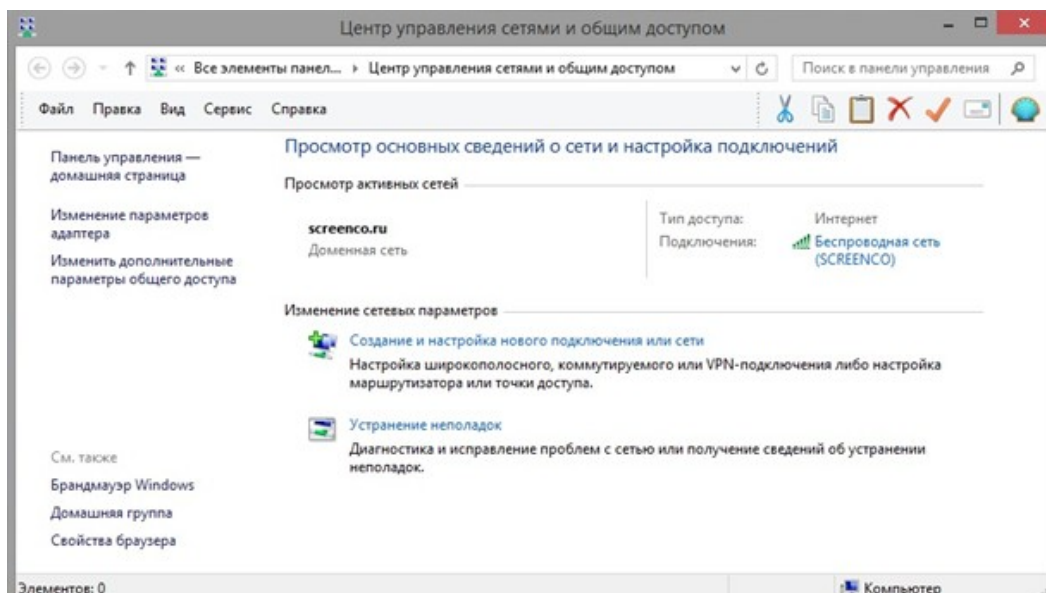 Центр управления сетями и общим доступом
« Все элементы панел... Центр управления сетями и общим доступом
Поиск в панели управления
Файл Правка Вид Сервис Справка
Панель управления —
домашняя страница
Изменение параметров
адаптера
Изменить дополнительные
параметры общего доступа
Просмотр основных сведений о сети и настройка подключений
Просмотр активных сетей
screenco.ru
Доменная сеть
Тип доступа: Интернет
Подключения: Беспроводная сеть
(SCREENCO)
Изменение сетевых параметров
Создание и настройка нового подключения или сети
Настройка широкополосного, коммутируемого или VPN-подключения либо настройка
маршрутизатора или точки доступа.
Устранение неполадок
Диагностика и исправление проблем с сетью или получение сведений об устранении
неполадок.
См. также
Брандмауэр Windows
Домашняя группа
Свойства браузера
Элементов: 0
Компьютер